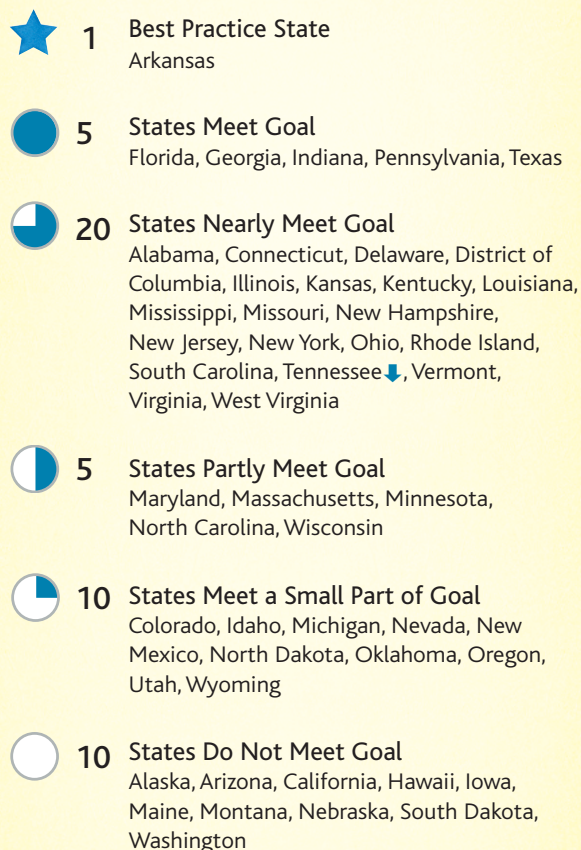 1 Best Practice State
Arkansas
5 States Meet Goal
Florida, Georgia, Indiana, Pennsylvania, Texas
20 States Nearly Meet Goal
Alabama, Connecticut, Delaware, District of
Columbia, Illinois, Kansas, Kentucky, Louisiana,
Mississippi, Missouri, New Hampshire,
New Jersey, New York, Ohio, Rhode Island,
South Carolina, Tennessee⬇, Vermont,
Virginia, West Virginia
5 States Partly Meet Goal
Maryland, Massachusetts, Minnesota,
North Carolina, Wisconsin
10 States Meet a Small Part of Goal
Colorado, Idaho, Michigan, Nevada, New
Mexico, North Dakota, Oklahoma, Oregon,
Utah, Wyoming
10 States Do Not Meet Goal
Alaska, Arizona, California, Hawaii, Iowa,
Maine, Montana, Nebraska, South Dakota,
Washington